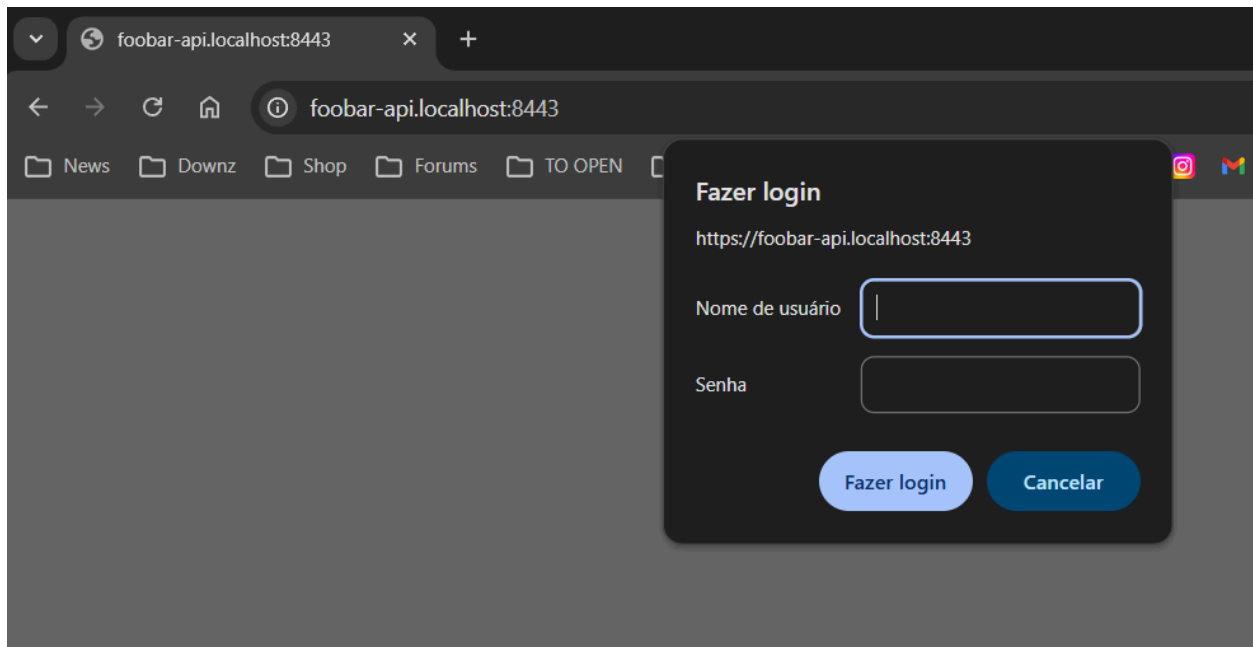 foobar-api.localhost:8443
foobar-api.localhost:8443
News Downz Shop Forums TO OPEN
Fazer login
https://foobar-api.localhost:8443
Nome de usuário
Senha
Fazer login Cancelar